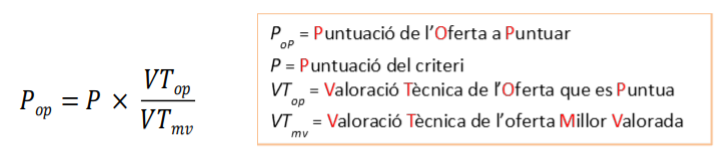 P_op = P × VT_op / VT_mv
P_oP = Puntuació de l'Oferta a Puntuar
P = Puntuació del criteri
VT_op = Valoració Tècnica de l'Oferta que es Puntua
VT_mv = Valoració Tècnica de l'oferta Millor Valorada